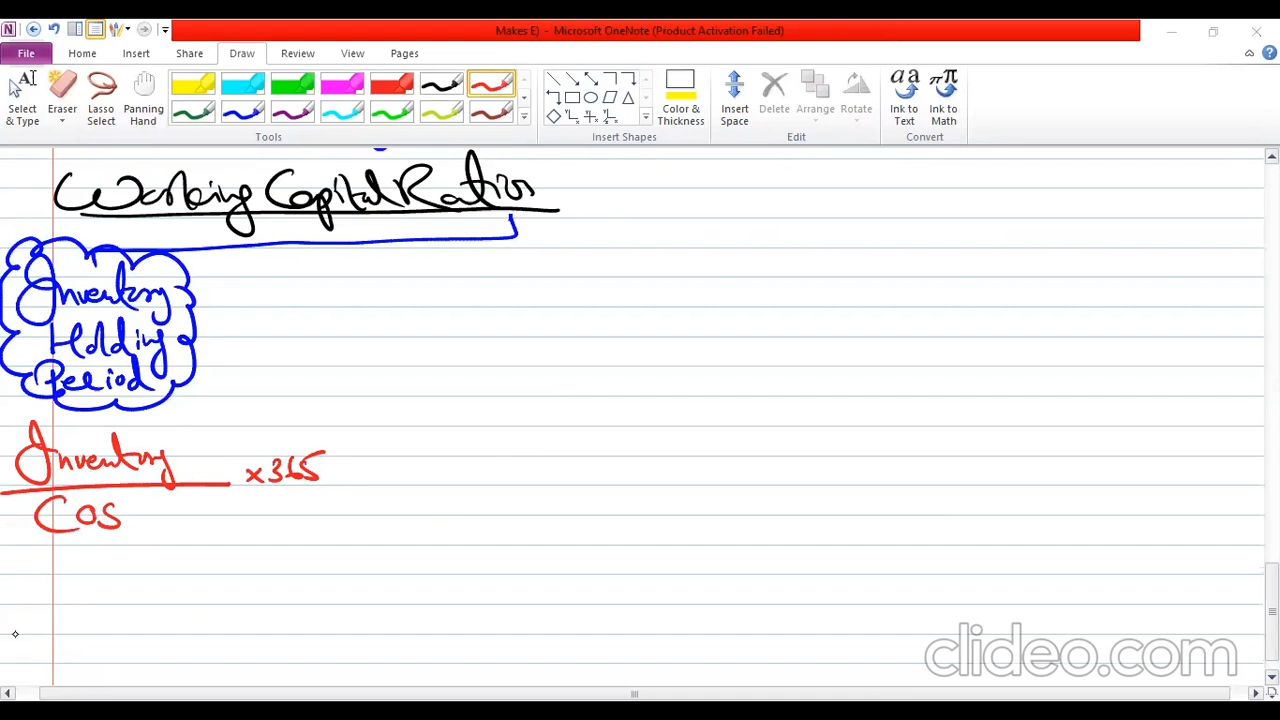 Makes E) - Microsoft OneNote (Product Activation Failed)
File Home Insert Share Draw Review View Pages
Select & Type
Eraser
Lasso Select
Panning Hand
Color & Thickness
Insert Space
Delete
Arrange
Rotate
Ink to Text
Ink to Math
Tools
Insert Shapes
Edit
Convert
Working Capital Ratios
Inventory
Holding
Period
Inventory
x365
COS
clideo.com